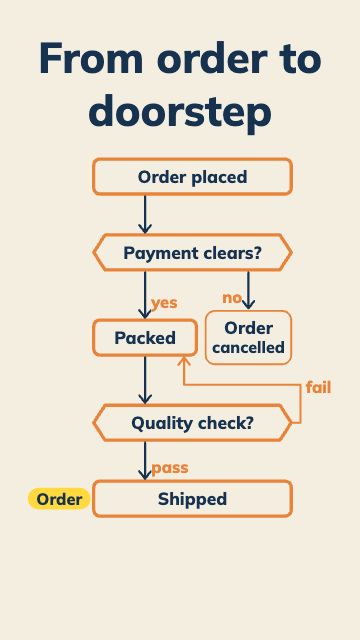 From order to
doorstep
Order placed
Payment clears?
yes
no
Packed
Order
cancelled
fail
Quality check?
pass
Order
Shipped